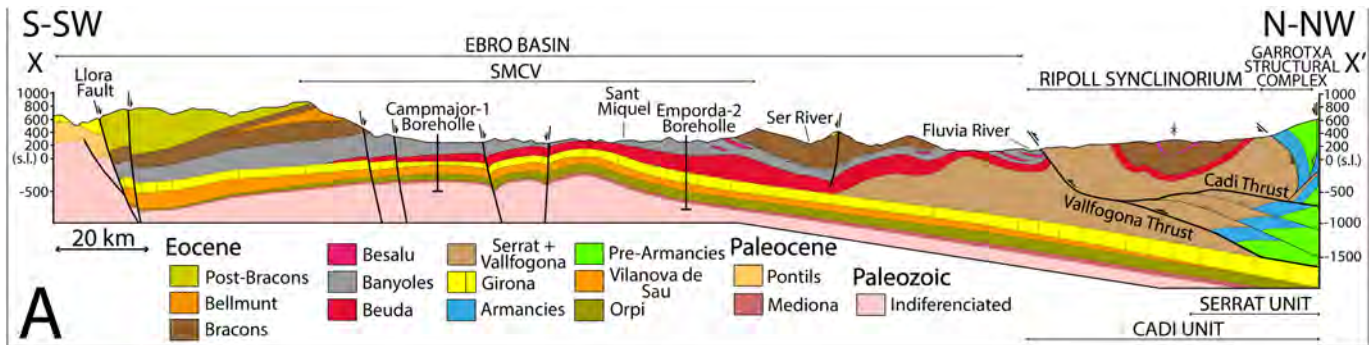 S-SW
N-NW
X
X'
EBRO BASIN
SMCV
RIPOLL SYNCLINORIUM
GARROTXA
STRUCTURAL
COMPLEX
Llora
Fault
Campmajor-1
Boreholle
Sant
Miquel
Emporda-2
Boreholle
Ser River
Fluvia River
1000
800
600
400
200
(s.l.) 0
-500
1000
800
600
400
200
0 (s.l.)
-500
-1000
-1500
Cadi Thrust
Vallfogona Thrust
20 km
Eocene
Post-Bracons
Bellmunt
Bracons
Besalu
Banyoles
Beuda
Serrat +
Vallfogona
Girona
Armancies
Pre-Armancies
Vilanova de
Sau
Orpi
Paleocene
Pontils
Mediona
Paleozoic
Indiferenciated
SERRAT UNIT
CADI UNIT
A